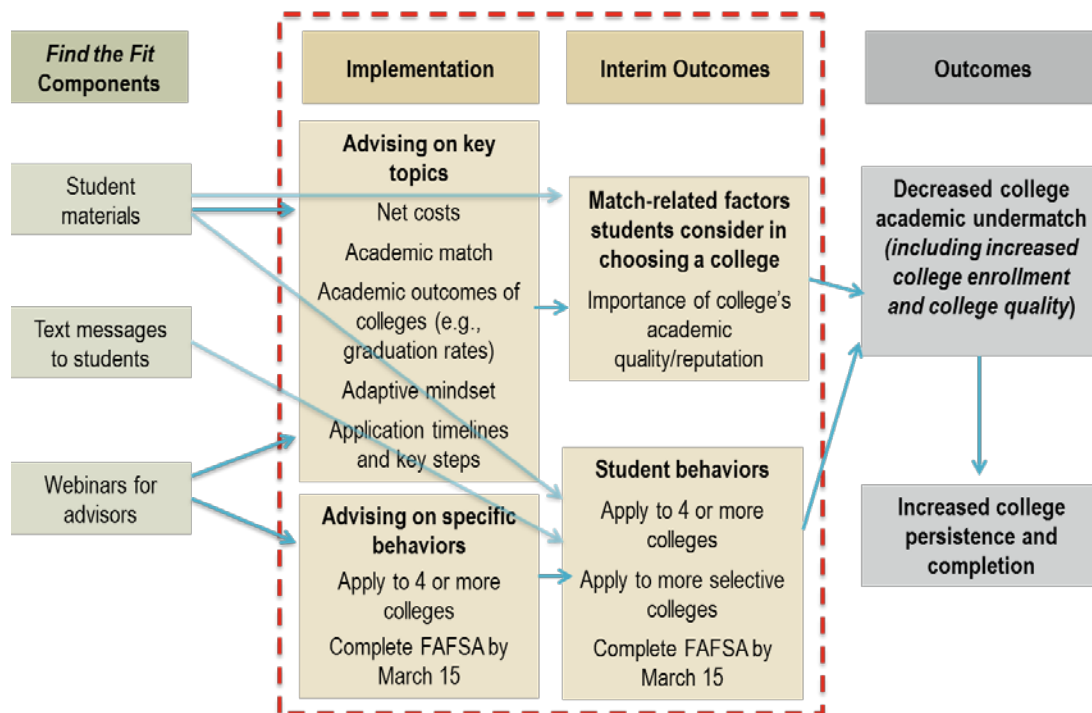 Find the Fit
Components
Implementation
Interim Outcomes
Outcomes
Student
materials
Text messages
to students
Webinars for
advisors
Advising on key
topics
Net costs
Academic match
Academic outcomes of
colleges (e.g.,
graduation rates)
Adaptive mindset
Application timelines
and key steps
Advising on specific
behaviors
Apply to 4 or more
colleges
Complete FAFSA by
March 15
Match-related factors
students consider in
choosing a college
Importance of college's
academic
quality/reputation
Student behaviors
Apply to 4 or more
colleges
Apply to more selective
colleges
Complete FAFSA by
March 15
Decreased college
academic undermatch
(including increased
college enrollment
and college quality)
Increased college
persistence and
completion